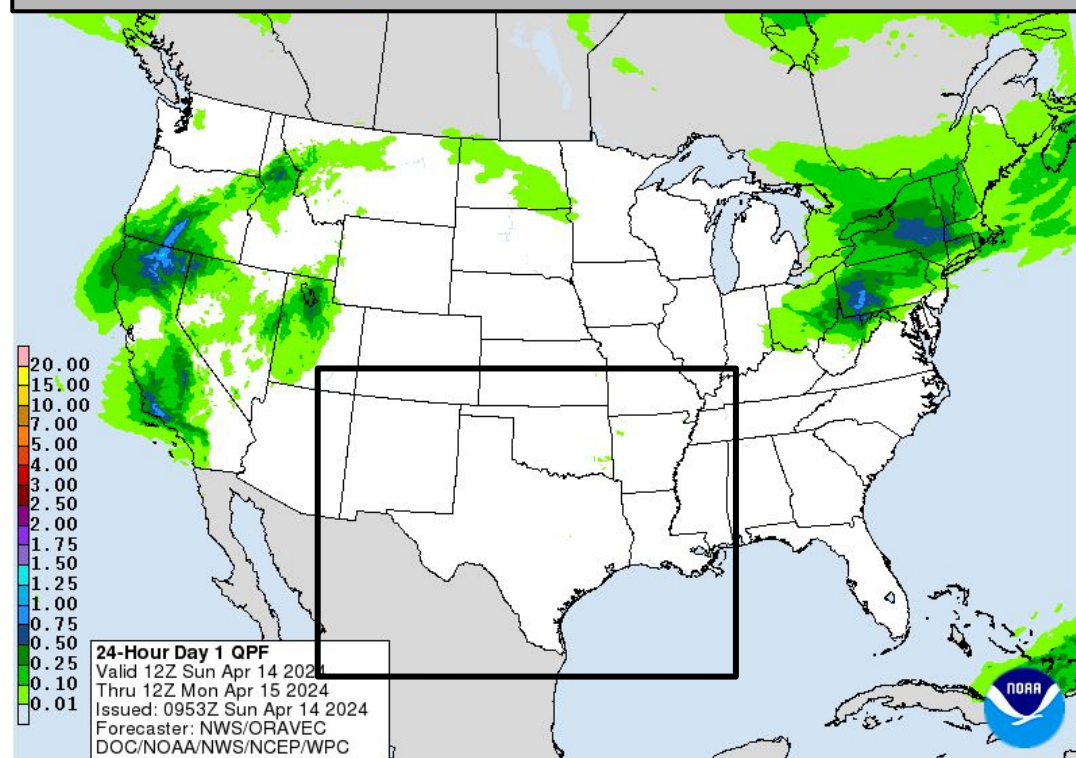 20.00
15.00
10.00
7.00
5.00
4.00
3.00
2.50
2.00
1.75
1.50
1.25
1.00
0.75
0.50
0.25
0.10
0.01
24-Hour Day 1 QPF
Valid 12Z Sun Apr 14 2024
Thru 12Z Mon Apr 15 2024
Issued: 0953Z Sun Apr 14 2024
Forecaster: NWS/ORAVEC
DOC/NOAA/NWS/NCEP/WPC
NOAA